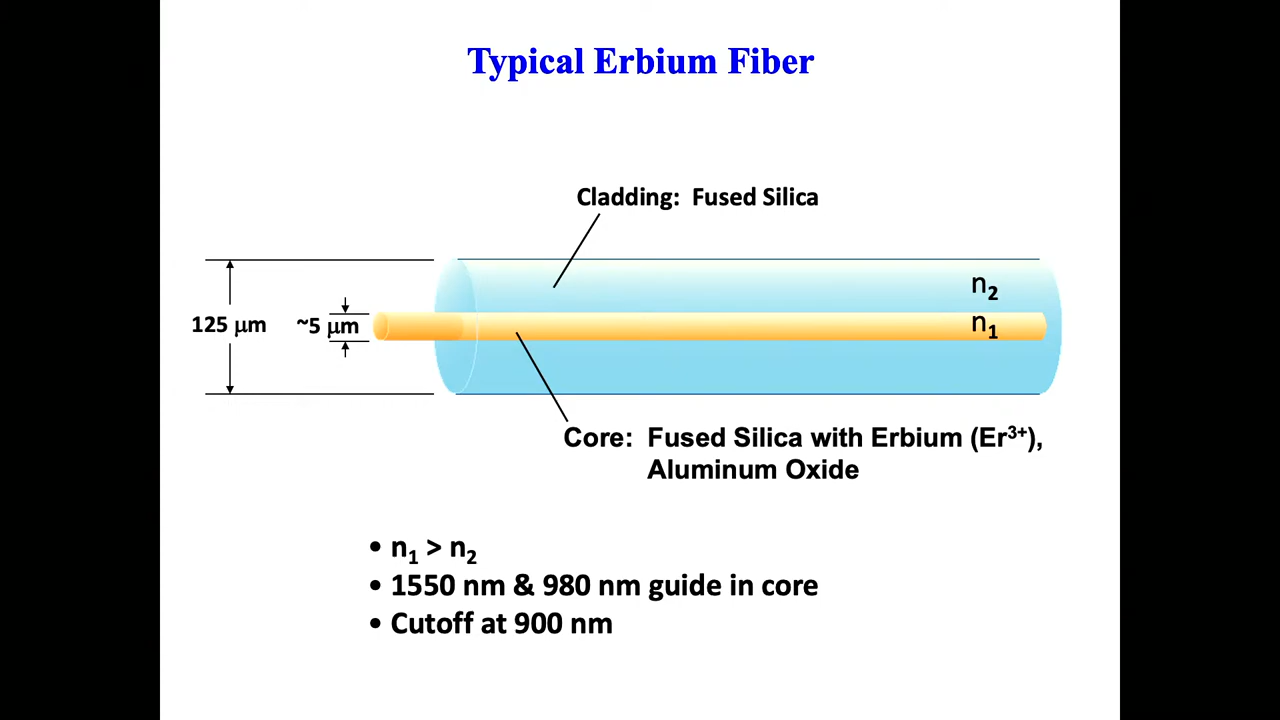 Typical Erbium Fiber
Cladding: Fused Silica
n₂
125 μm
~5 μm
n₁
Core: Fused Silica with Erbium (Er³⁺),
Aluminum Oxide
• n₁ > n₂
• 1550 nm & 980 nm guide in core
• Cutoff at 900 nm